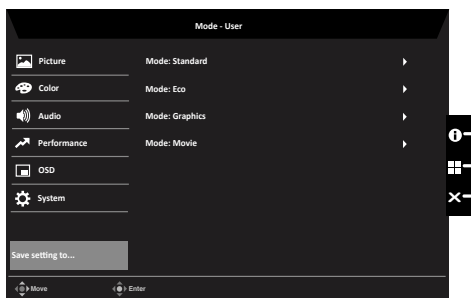 Mode - User
Picture
Color
Audio
Performance
OSD
System
Save setting to...
Mode: Standard
Mode: Eco
Mode: Graphics
Mode: Movie
Move
Enter